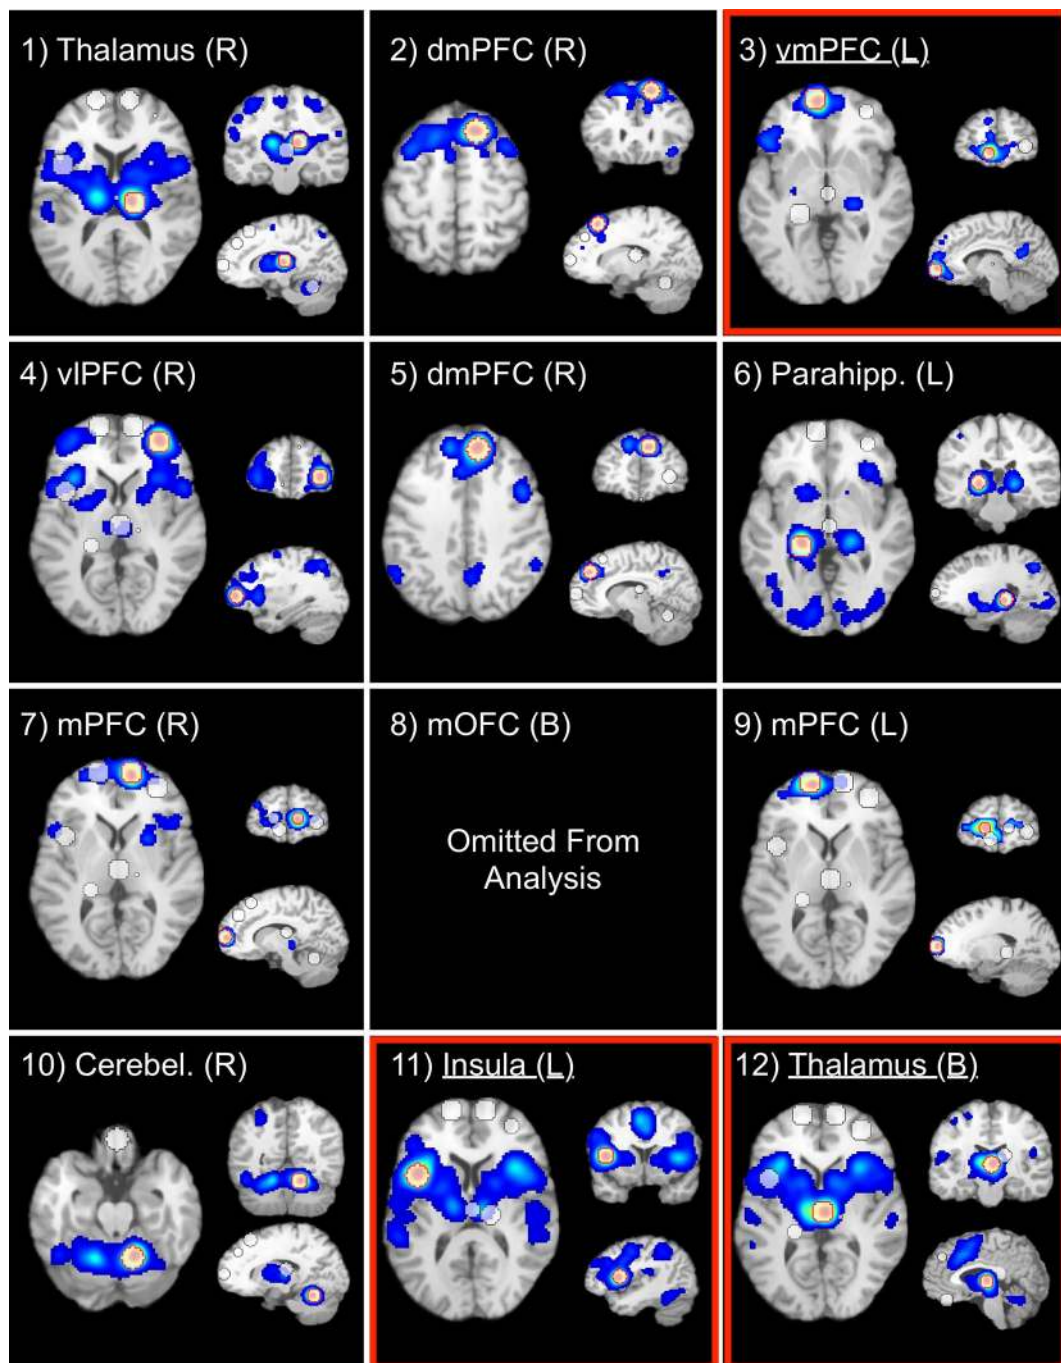 1) Thalamus (R)
2) dmPFC (R)
3) vmPFC (L)
4) vlPFC (R)
5) dmPFC (R)
6) Parahipp. (L)
7) mPFC (R)
8) mOFC (B)
9) mPFC (L)
Omitted From
Analysis
10) Cerebel. (R)
11) Insula (L)
12) Thalamus (B)